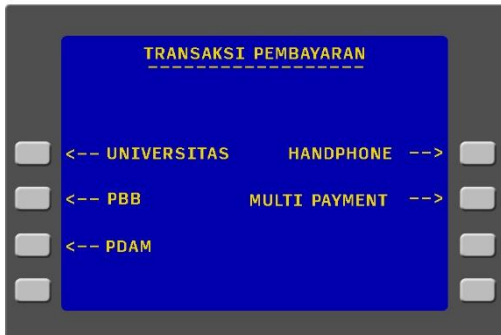 TRANSAKSI PEMBAYARAN
--------------------
<-- UNIVERSITAS HANDPHONE -->
<-- PBB MULTI PAYMENT -->
<-- PDAM